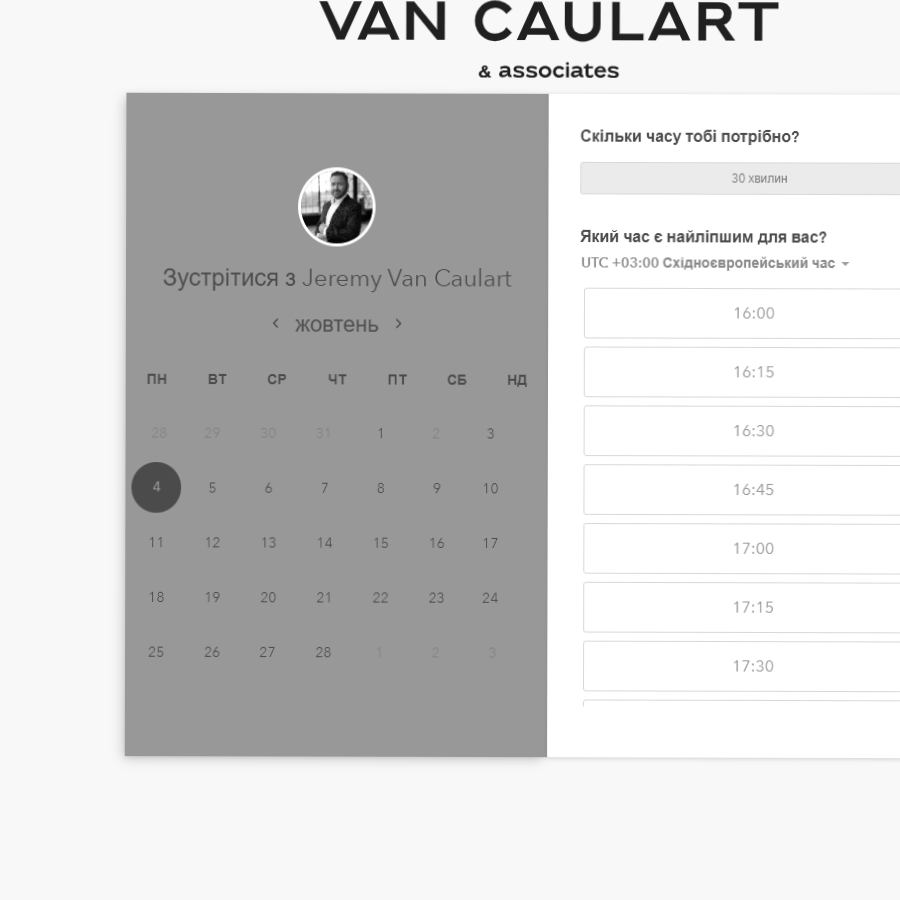 VAN CAULART
& associates
Зустрітися з Jeremy Van Caulart
жовтень
ПН ВТ СР ЧТ ПТ СБ НД
28 29 30 31 1 2 3
4 5 6 7 8 9 10
11 12 13 14 15 16 17
18 19 20 21 22 23 24
25 26 27 28 1 2 3
Скільки часу тобі потрібно?
30 хвилин
Який час є найліпшим для вас?
UTC +03:00 Східноєвропейський час
16:00
16:15
16:30
16:45
17:00
17:15
17:30